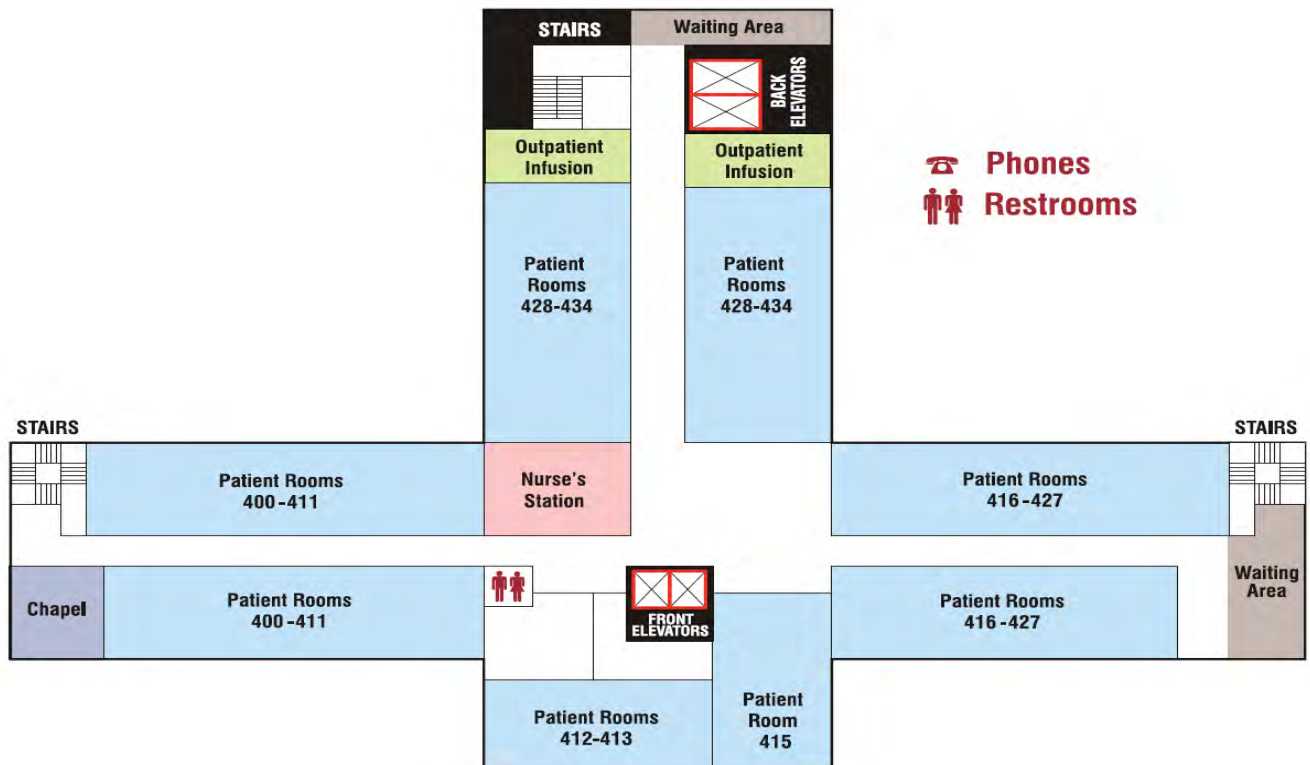 STAIRS
Waiting Area
BACK
ELEVATORS
Outpatient
Infusion
Outpatient
Infusion
Phones
Restrooms
Patient
Rooms
428-434
Patient
Rooms
428-434
STAIRS
STAIRS
Patient Rooms
400-411
Nurse's
Station
Patient Rooms
416-427
Chapel
Patient Rooms
400-411
FRONT
ELEVATORS
Patient Rooms
416-427
Waiting
Area
Patient Rooms
412-413
Patient
Room
415